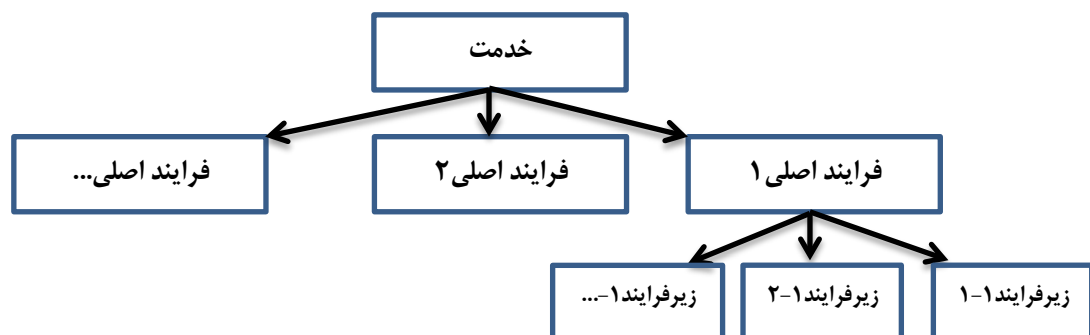 خدمت
فرایند اصلی۱
فرایند اصلی۲
فرایند اصلی...
زیرفرایند۱-۱
زیرفرایند۱-۲
زیرفرایند۱-...